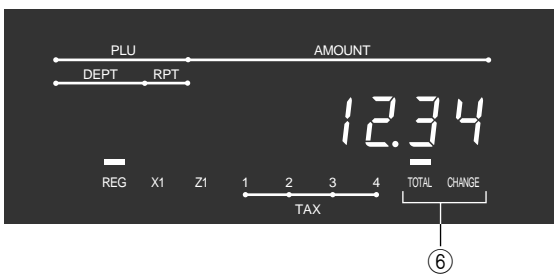 PLU AMOUNT
DEPT RPT
12.34
REG X1 Z1 1 2 3 4 TOTAL CHANGE
TAX
⑥